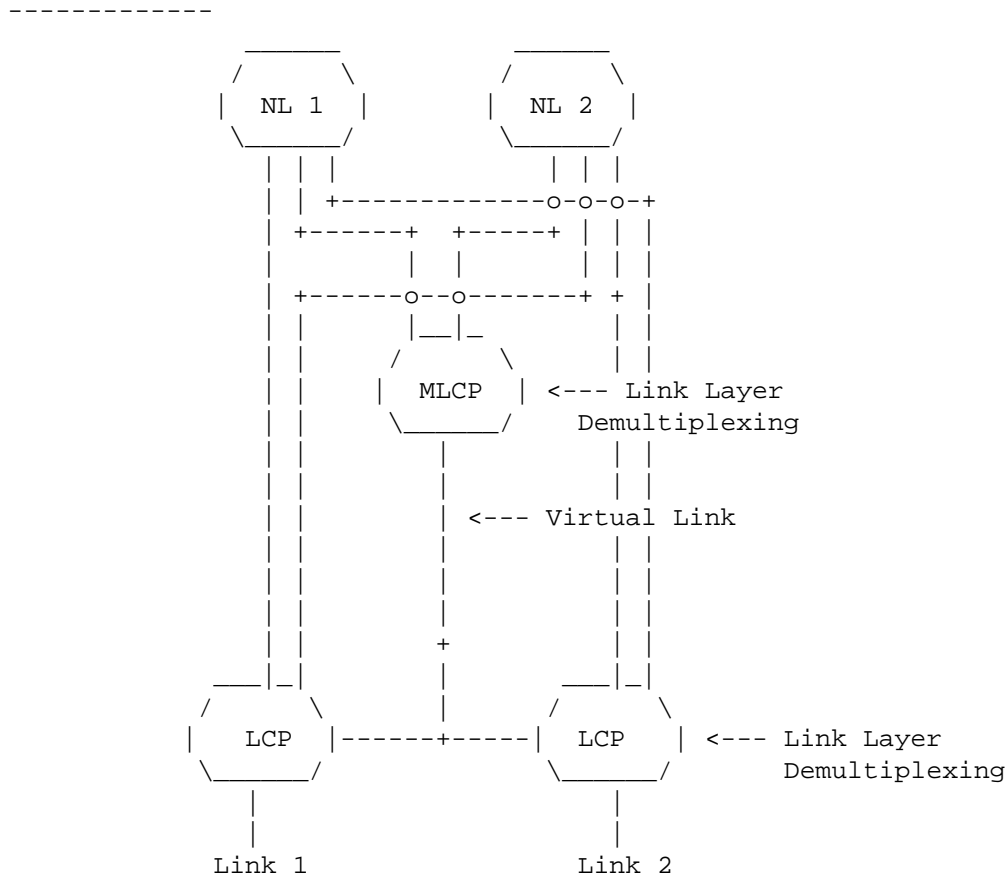 NL 1 NL 2
MLCP <--- Link Layer
Demultiplexing
<--- Virtual Link
LCP LCP <--- Link Layer
Demultiplexing
Link 1 Link 2